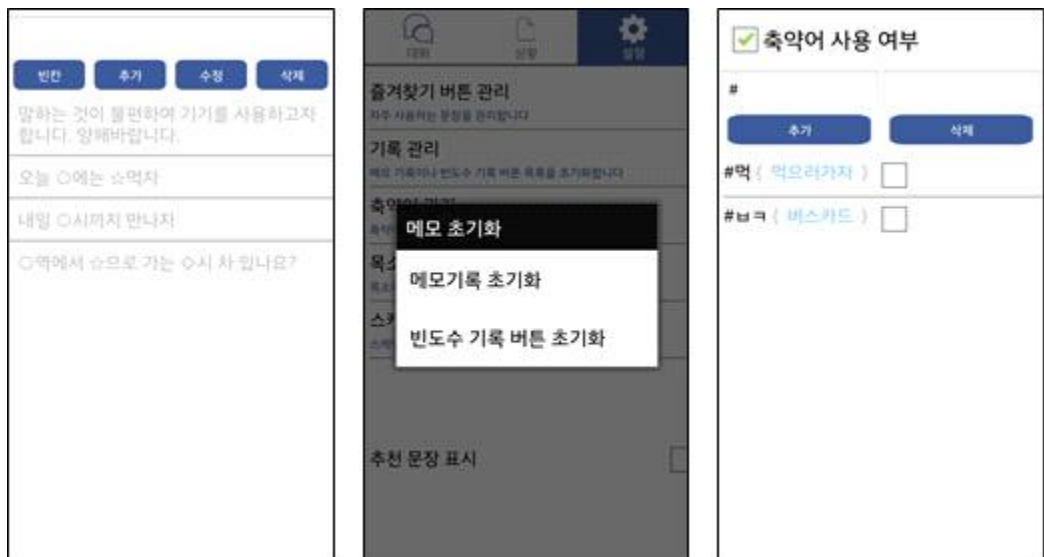 빈칸 추가 수정 삭제
말하는 것이 불편하여 기기를 사용하고자
합니다. 양해바랍니다.
오늘 ○에는 ☆먹자
내일 ○시까지 만나자
○역에서 ☆으로 가는 ◇시 차 있나요?
대화 상황 설정
즐겨찾기 버튼 관리
자주 사용하는 문장을 관리합니다
기록 관리
메모 기록이나 빈도수 기록 버튼 목록을 초기화합니다
메모 초기화
메모기록 초기화
빈도수 기록 버튼 초기화
추천 문장 표시
축약어 사용 여부
#
추가 삭제
#먹 ( 먹으러가자 )
#ㅂㅋ ( 버스카드 )